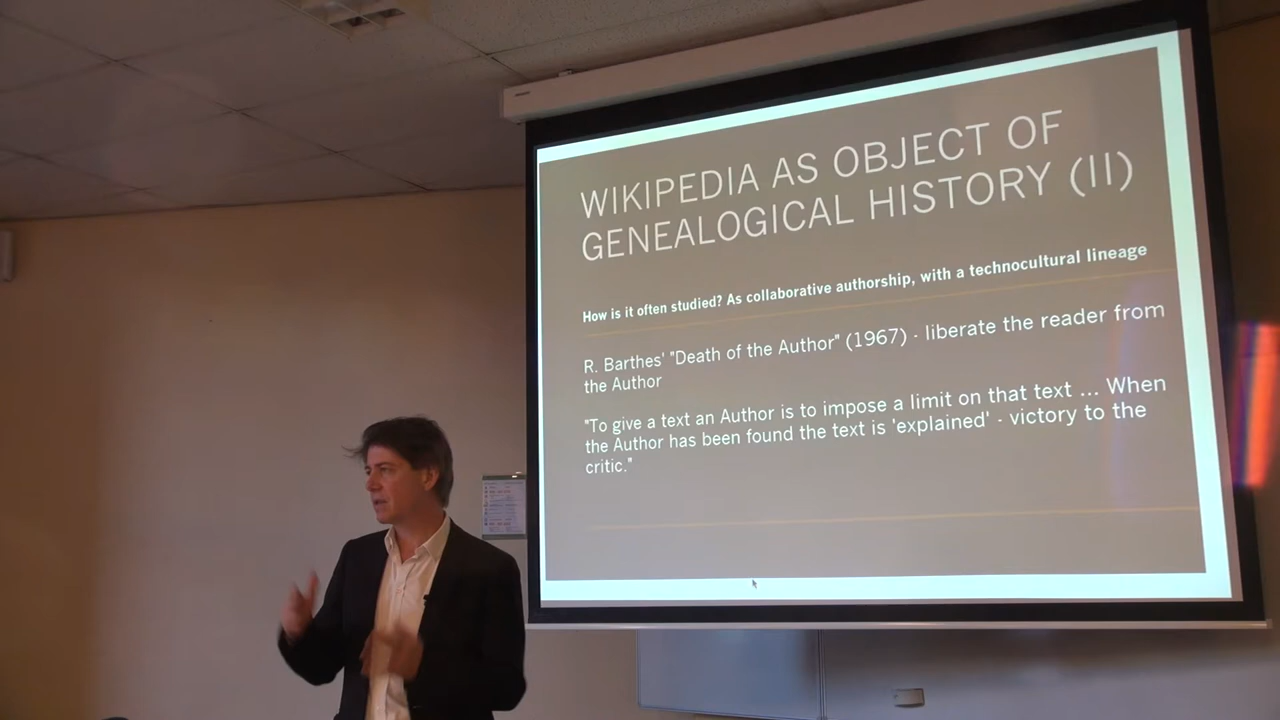 WIKIPEDIA AS OBJECT OF
GENEALOGICAL HISTORY (II)
How is it often studied? As collaborative authorship, with a technocultural lineage
R. Barthes' "Death of the Author" (1967) - liberate the reader from
the Author
"To give a text an Author is to impose a limit on that text ... When
the Author has been found the text is 'explained' - victory to the
critic."